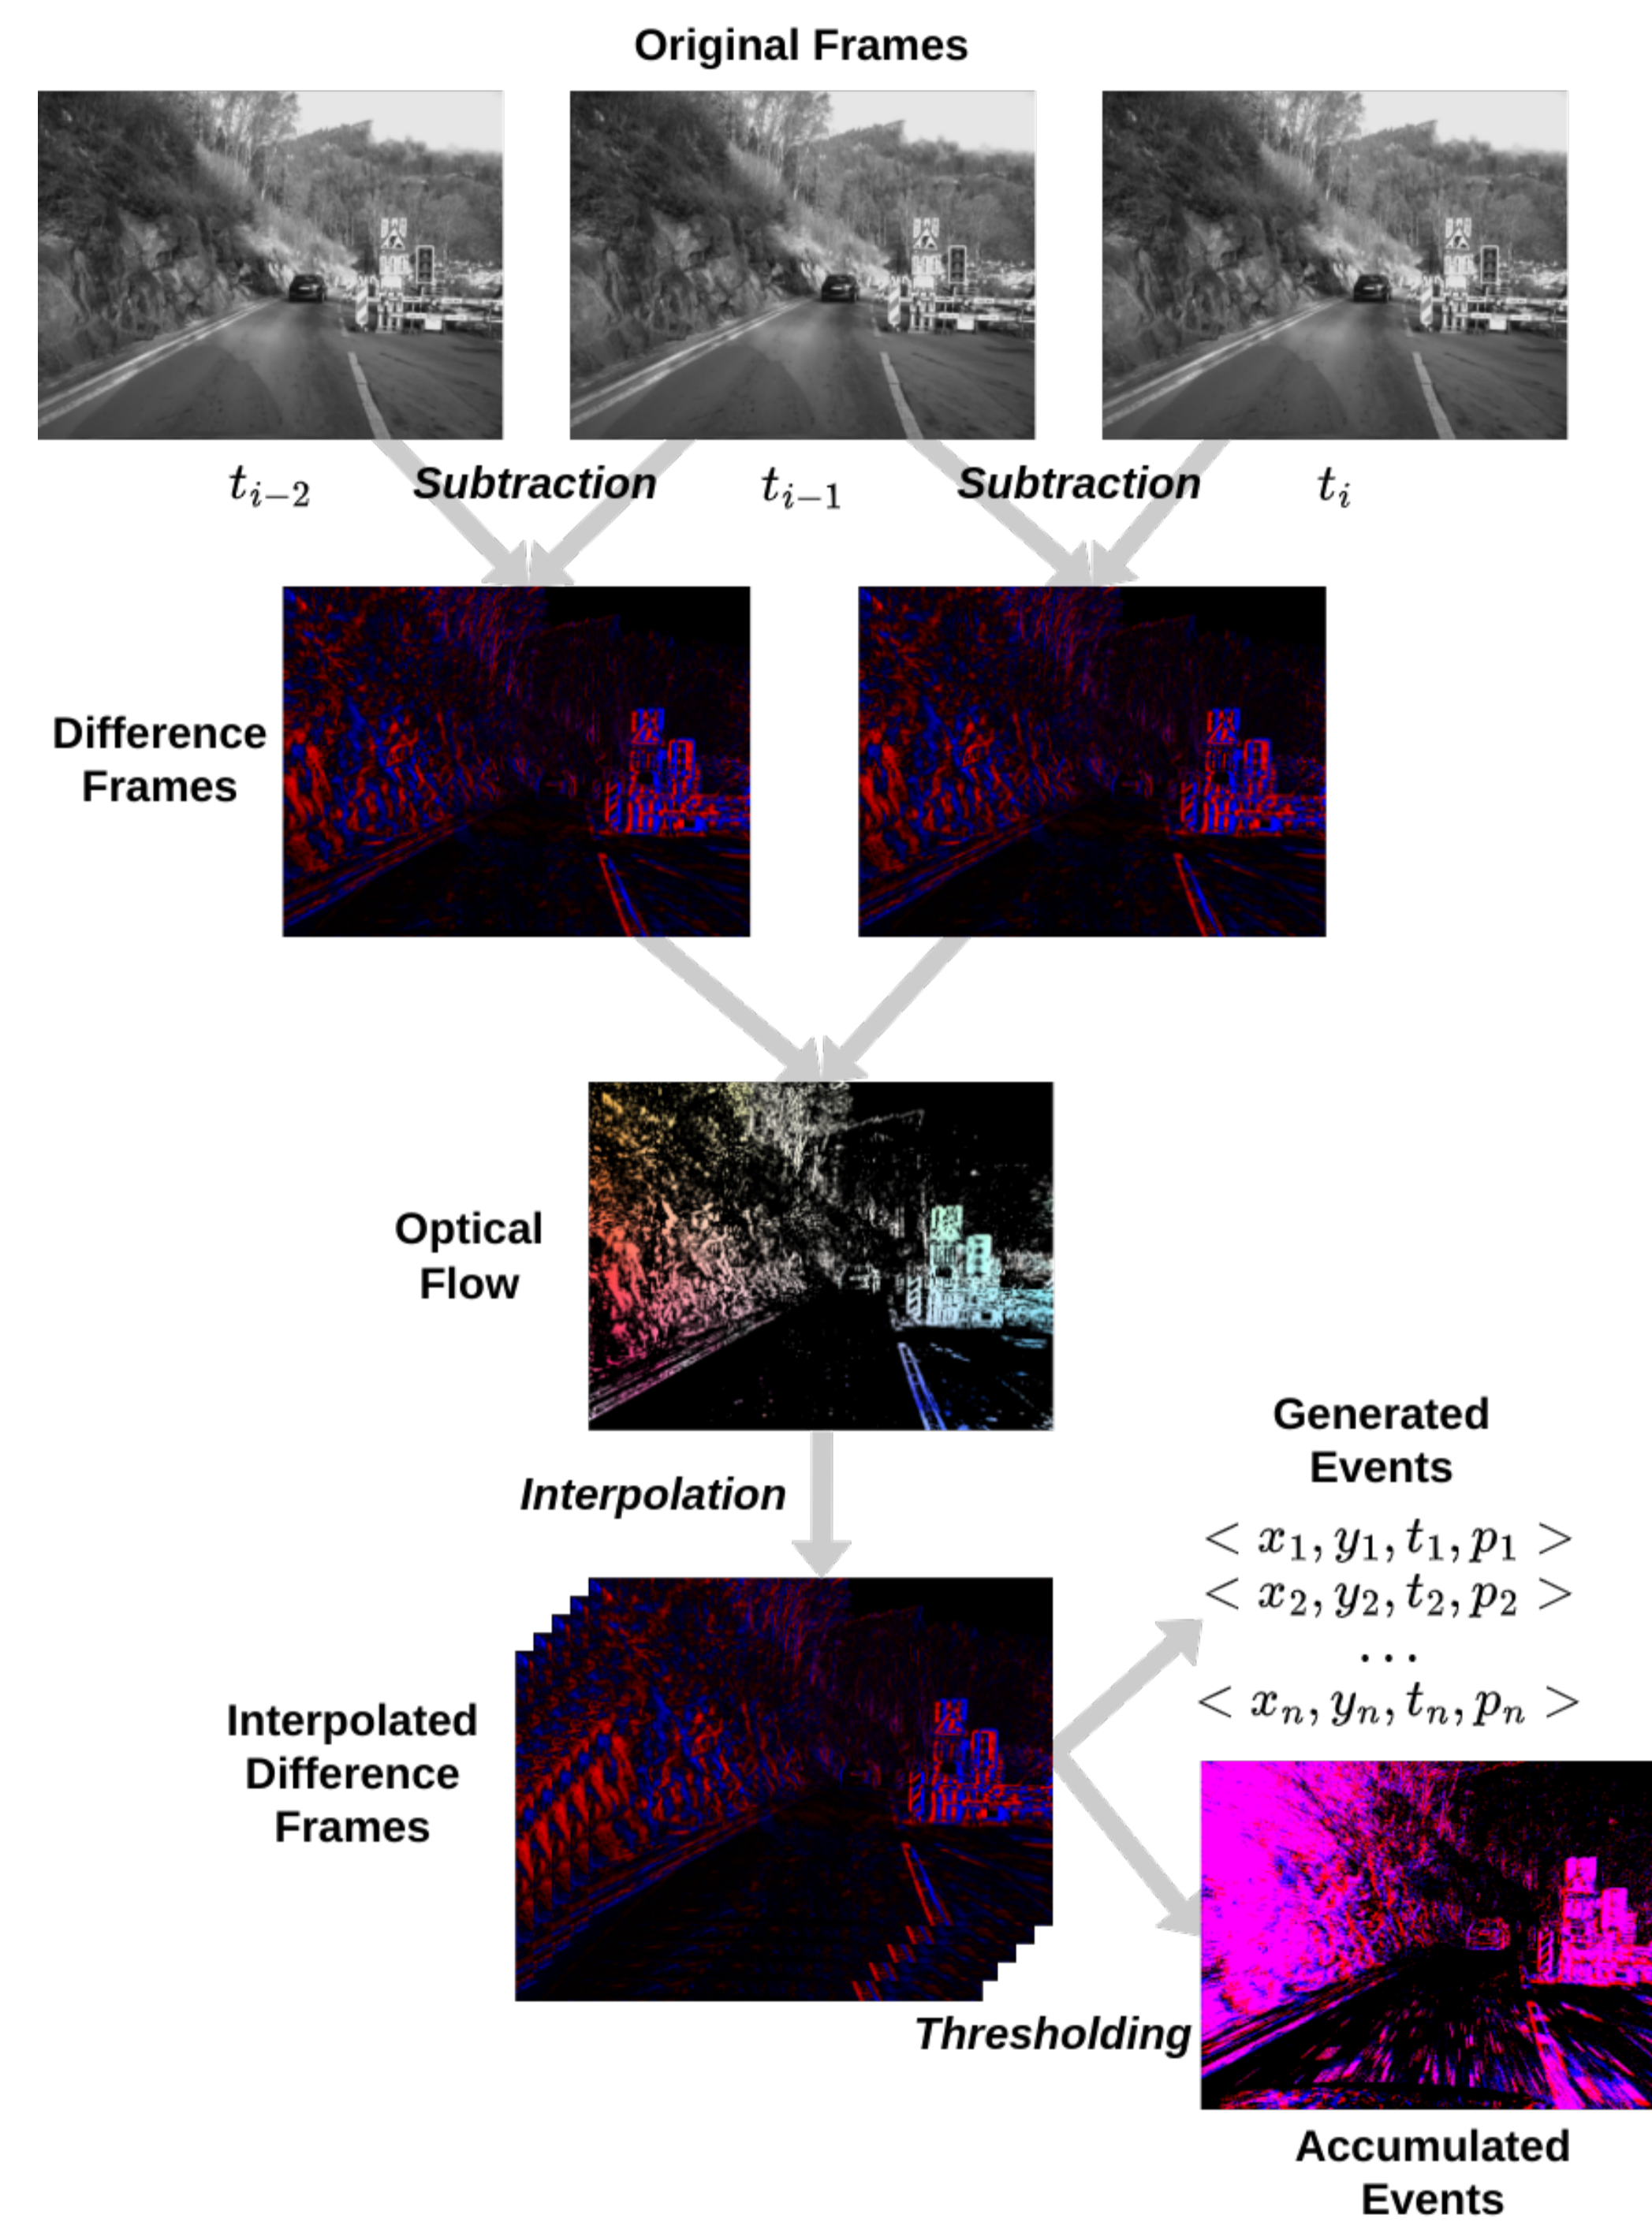 Original Frames
t_{i-2} Subtraction t_{i-1} Subtraction t_i
Difference
Frames
Optical
Flow
Interpolation
Generated
Events
< x_1, y_1, t_1, p_1 >
< x_2, y_2, t_2, p_2 >
...
< x_n, y_n, t_n, p_n >
Interpolated
Difference
Frames
Thresholding
Accumulated
Events